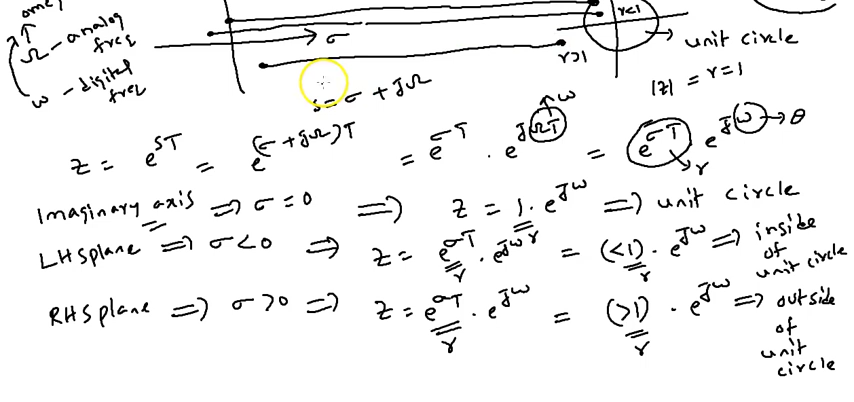 Ω - analog freq
ω - digital freq
σ
r<1
r>1
unit circle
|z| = r = 1
s = σ + jΩ
ω
z = e^{sT} = e^{(σ + jΩ)T} = e^{σT} . e^{jΩT} = e^{σT} e^{jω} → θ
r
Imaginary axis ⇒ σ = 0 ⇒ z = 1 . e^{jω} ⇒ unit circle
LHSplane ⇒ σ < 0 ⇒ z = e^{σT} . e^{jω} = (<1) . e^{jω} ⇒ inside of unit circle
r r
RHSplane ⇒ σ > 0 ⇒ z = e^{σT} . e^{jω} = (>1) . e^{jω} ⇒ outside of unit circle
r r